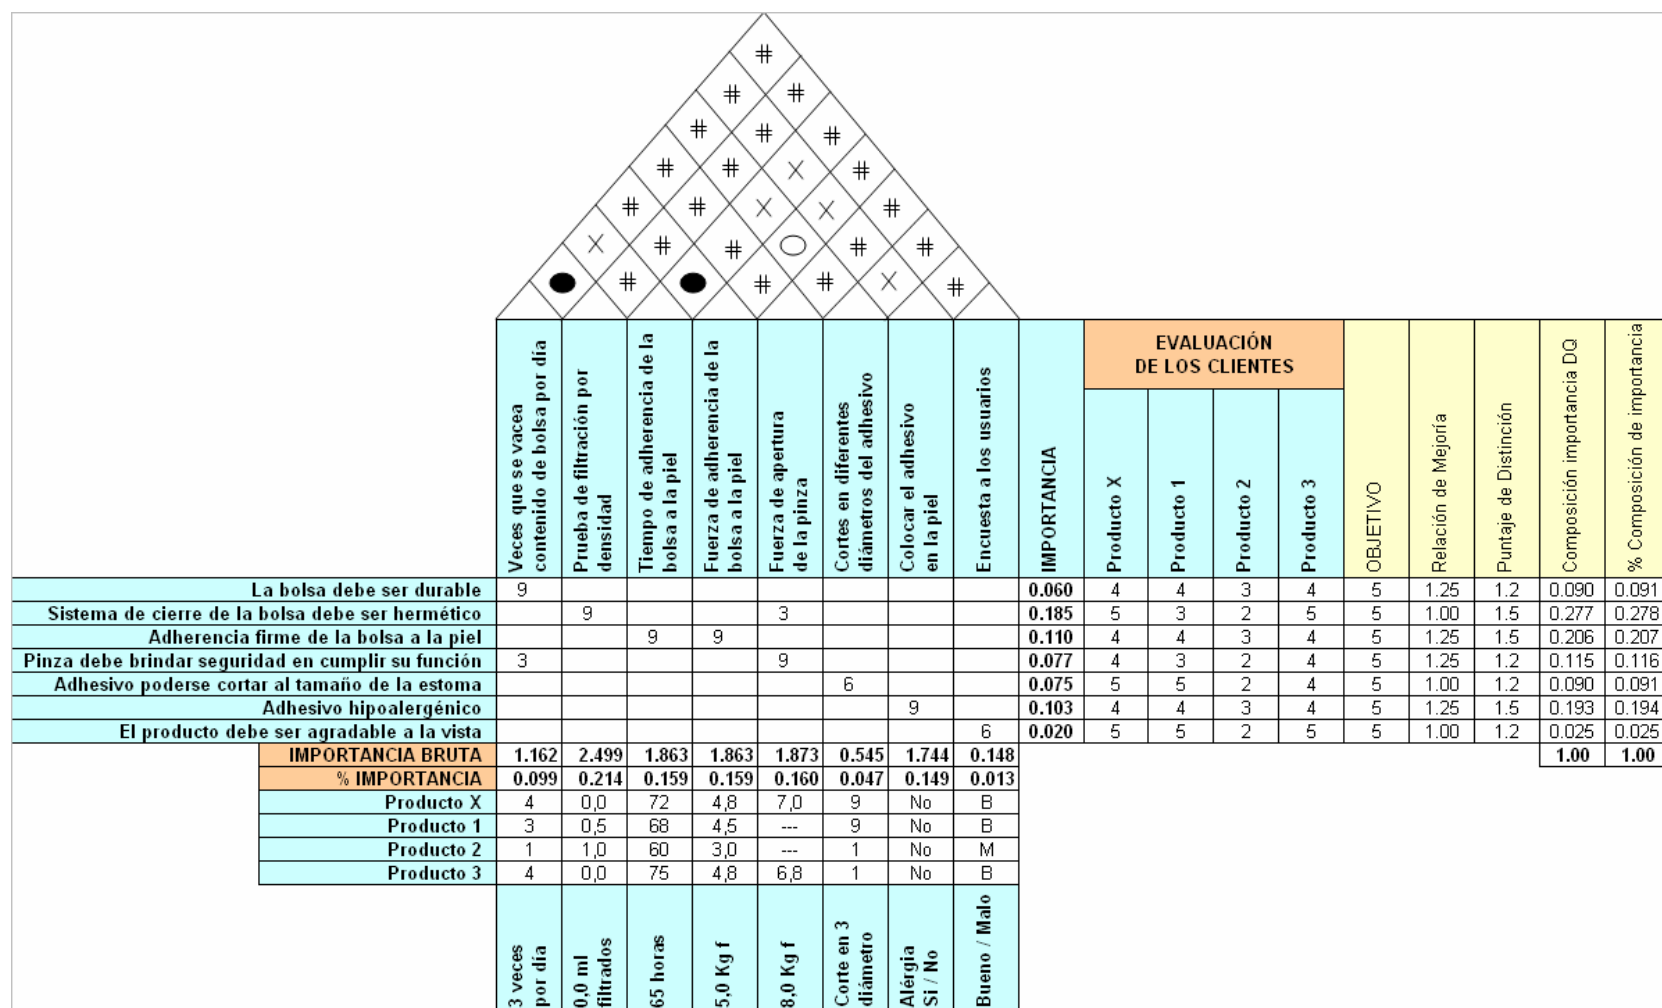 #
# #
# # #
# # X #
# # X X #
X # # O # #
# # # X #
Veces que se vacea
contenido de bolsa por día
Prueba de filtración por
densidad
Tiempo de adherencia de la
bolsa a la piel
Fuerza de adherencia de la
bolsa a la piel
Fuerza de apertura
de la pinza
Cortes en diferentes
diámetros del adhesivo
Colocar el adhesivo
en la piel
Encuesta a los usuarios
IMPORTANCIA
EVALUACIÓN
DE LOS CLIENTES
Producto X
Producto 1
Producto 2
Producto 3
OBJETIVO
Relación de Mejoría
Puntaje de Distinción
Composición importancia DQ
% Composición de importancia
La bolsa debe ser durable 9 0.060 4 4 3 4 5 1.25 1.2 0.090 0.091
Sistema de cierre de la bolsa debe ser hermético 9 3 0.185 5 3 2 5 5 1.00 1.5 0.277 0.278
Adherencia firme de la bolsa a la piel 9 9 0.110 4 4 3 4 5 1.25 1.5 0.206 0.207
Pinza debe brindar seguridad en cumplir su función 3 9 0.077 4 3 2 4 5 1.25 1.2 0.115 0.116
Adhesivo poderse cortar al tamaño de la estoma 6 0.075 5 5 2 4 5 1.00 1.2 0.090 0.091
Adhesivo hipoalergénico 9 0.103 4 4 3 4 5 1.25 1.5 0.193 0.194
El producto debe ser agradable a la vista 6 0.020 5 5 2 5 5 1.00 1.2 0.025 0.025
IMPORTANCIA BRUTA 1.162 2.499 1.863 1.863 1.873 0.545 1.744 0.148 1.00 1.00
% IMPORTANCIA 0.099 0.214 0.159 0.159 0.160 0.047 0.149 0.013
Producto X 4 0,0 72 4,8 7,0 9 No B
Producto 1 3 0,5 68 4,5 --- 9 No B
Producto 2 1 1,0 60 3,0 --- 1 No M
Producto 3 4 0,0 75 4,8 6,8 1 No B
3 veces
por día
0,0 ml
filtrados
65 horas
5,0 Kg f
8,0 Kg f
Corte en 3
diámetro
Alérgia
Si / No
Bueno / Malo